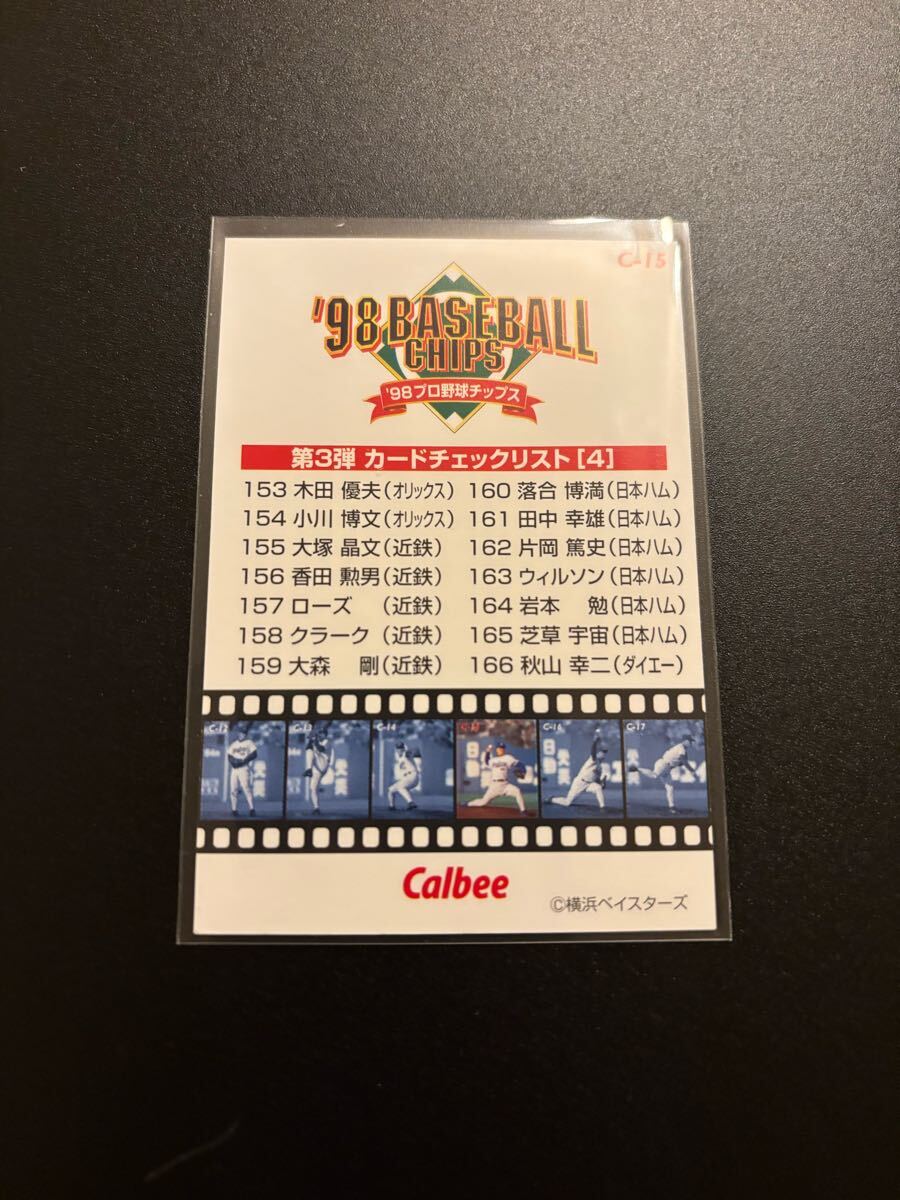 C-15
'98 BASEBALL
CHIPS
'98プロ野球チップス
第3弾 カードチェックリスト[4]
153 木田 優夫(オリックス)
154 小川 博文(オリックス)
155 大塚 晶文(近鉄)
156 香田 勲男(近鉄)
157 ローズ (近鉄)
158 クラーク (近鉄)
159 大森 剛(近鉄)
160 落合 博満(日本ハム)
161 田中 幸雄(日本ハム)
162 片岡 篤史(日本ハム)
163 ウィルソン(日本ハム)
164 岩本 勉(日本ハム)
165 芝草 宇宙(日本ハム)
166 秋山 幸二(ダイエー)
C-12 C-13 C-14 C-15 C-16 C-17
Calbee
©横浜ベイスターズ